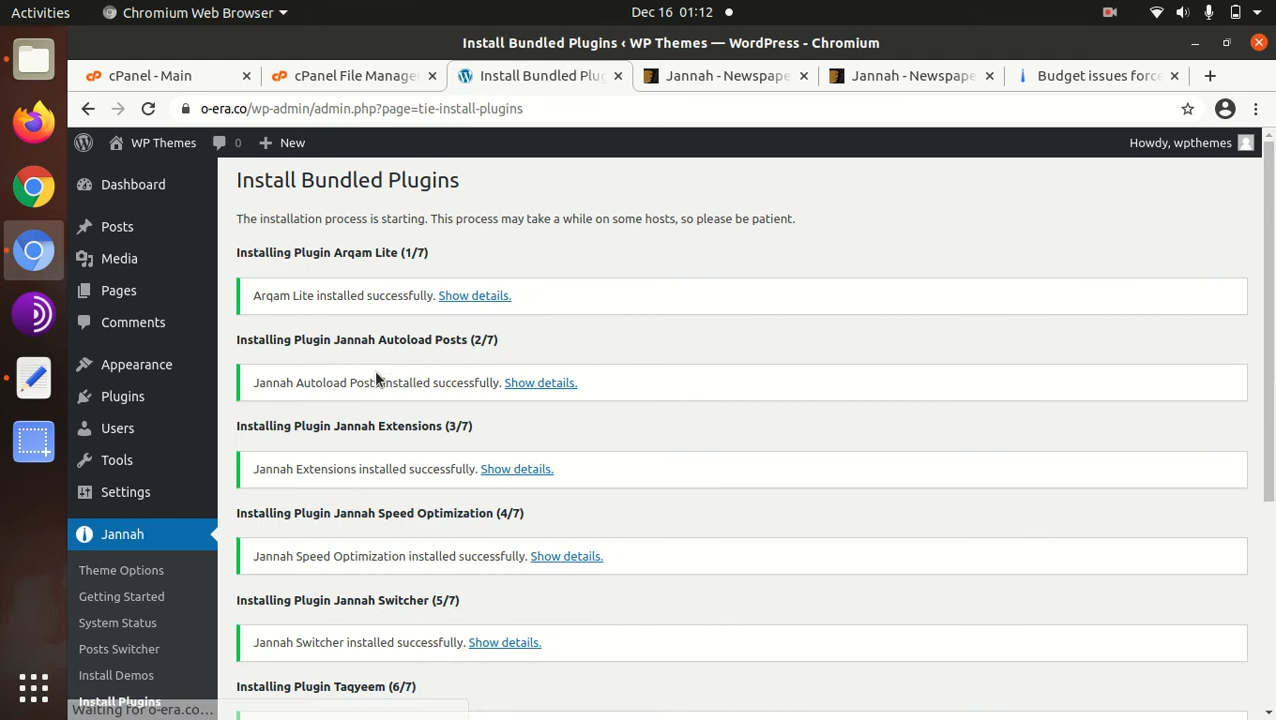 Activities
Chromium Web Browser
Dec 16 01:12
Install Bundled Plugins ‹ WP Themes — WordPress - Chromium
cPanel - Main
cPanel File Manage
Install Bundled Plug
Jannah - Newspape
Jannah - Newspape
Budget issues force
o-era.co/wp-admin/admin.php?page=tie-install-plugins
WP Themes
0
New
Howdy, wpthemes
Dashboard
Posts
Media
Pages
Comments
Appearance
Plugins
Users
Tools
Settings
Jannah
Theme Options
Getting Started
System Status
Posts Switcher
Install Demos
Install Plugins
Waiting for o-era.co...
Install Bundled Plugins
The installation process is starting. This process may take a while on some hosts, so please be patient.
Installing Plugin Arqam Lite (1/7)
Arqam Lite installed successfully. Show details.
Installing Plugin Jannah Autoload Posts (2/7)
Jannah Autoload Posts installed successfully. Show details.
Installing Plugin Jannah Extensions (3/7)
Jannah Extensions installed successfully. Show details.
Installing Plugin Jannah Speed Optimization (4/7)
Jannah Speed Optimization installed successfully. Show details.
Installing Plugin Jannah Switcher (5/7)
Jannah Switcher installed successfully. Show details.
Installing Plugin Taqyeem (6/7)